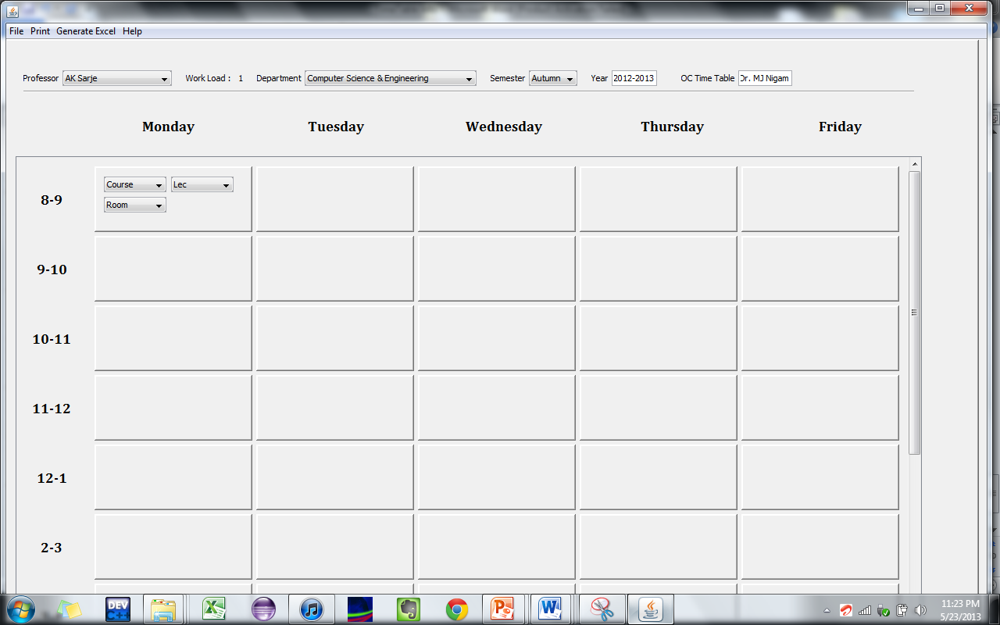 File Print Generate Excel Help
Professor AK Sarje Work Load : 1 Department Computer Science & Engineering Semester Autumn Year 2012-2013 OC Time Table Dr. MJ Nigam
Monday Tuesday Wednesday Thursday Friday
8-9 Course Lec
Room
9-10
10-11
11-12
12-1
2-3
DEV C++
11:23 PM
5/23/2013